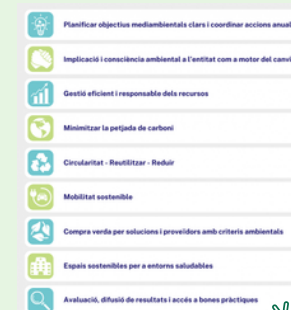 Planificar objectius mediambientals clars i coordinar accions anual
Implicació i consciència ambiental a l'entitat com a motor del canvi
Gestió eficient i responsable dels recursos
Minimitzar la petjada de carboni
Circularitat - Reutilitzar - Reduir
Mobilitat sostenible
Compra verda per solucions i proveïdors amb criteris ambientals
Espais sostenibles per a entorns saludables
Avaluació, difusió de resultats i accés a bones pràctiques